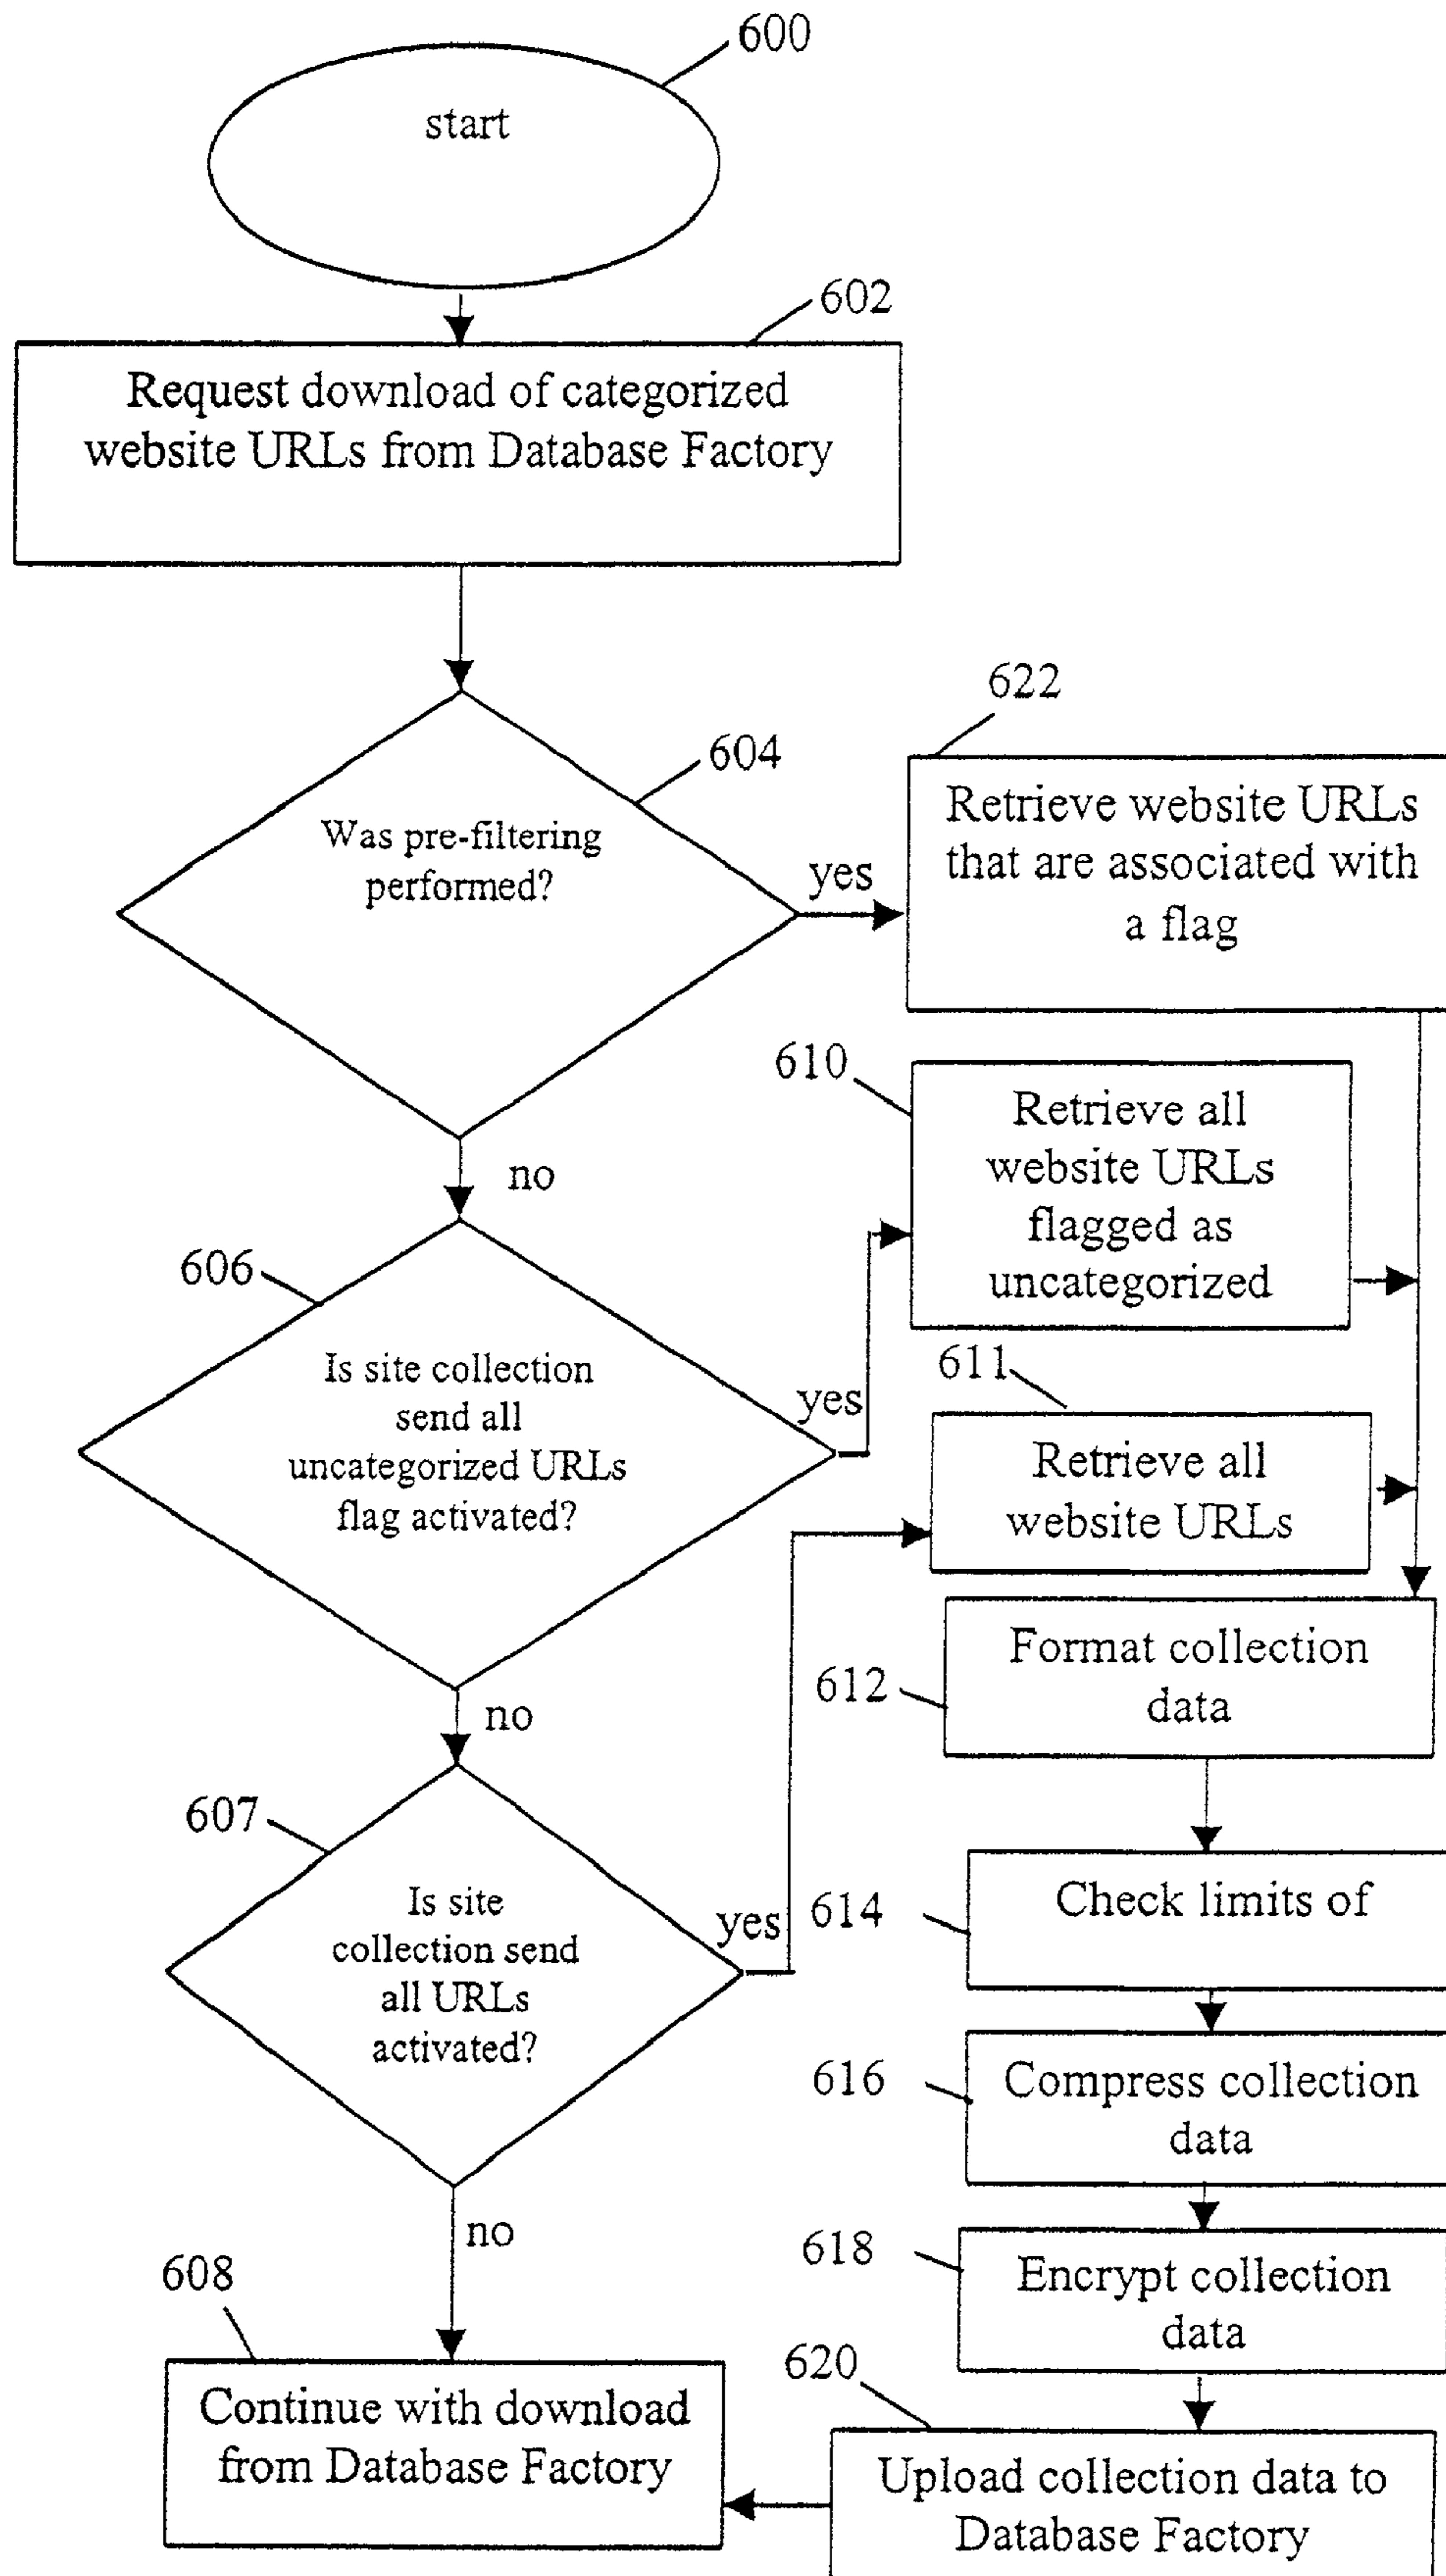 600
start
602
Request download of categorized
website URLs from Database Factory
622
604
Retrieve website URLs
that are associated with
a flag
Was pre-filtering
performed?
yes
610
Retrieve all
website URLs
flagged as
uncategorized
no
606
Is site collection
send all
uncategorized URLs
flag activated?
yes
611
Retrieve all
website URLs
Format collection
data
612
no
607
Is site
collection send
all URLs
activated?
yes
614
Check limits of
616
Compress collection
data
no
618
Encrypt collection
data
608
Continue with download
from Database Factory
620
Upload collection data to
Database Factory